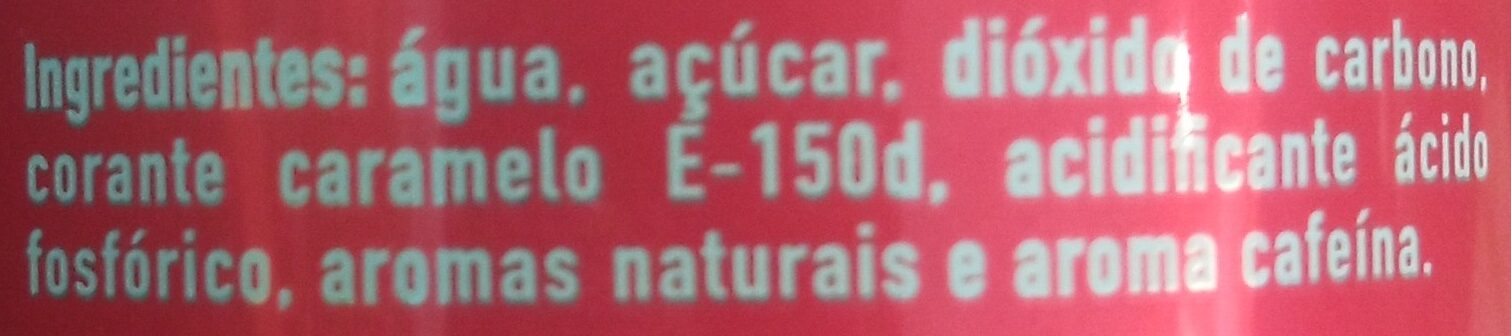 Ingredientes: água, açúcar, dióxido de carbono,
corante caramelo E-150d, acidificante ácido
fosfórico, aromas naturais e aroma cafeína.